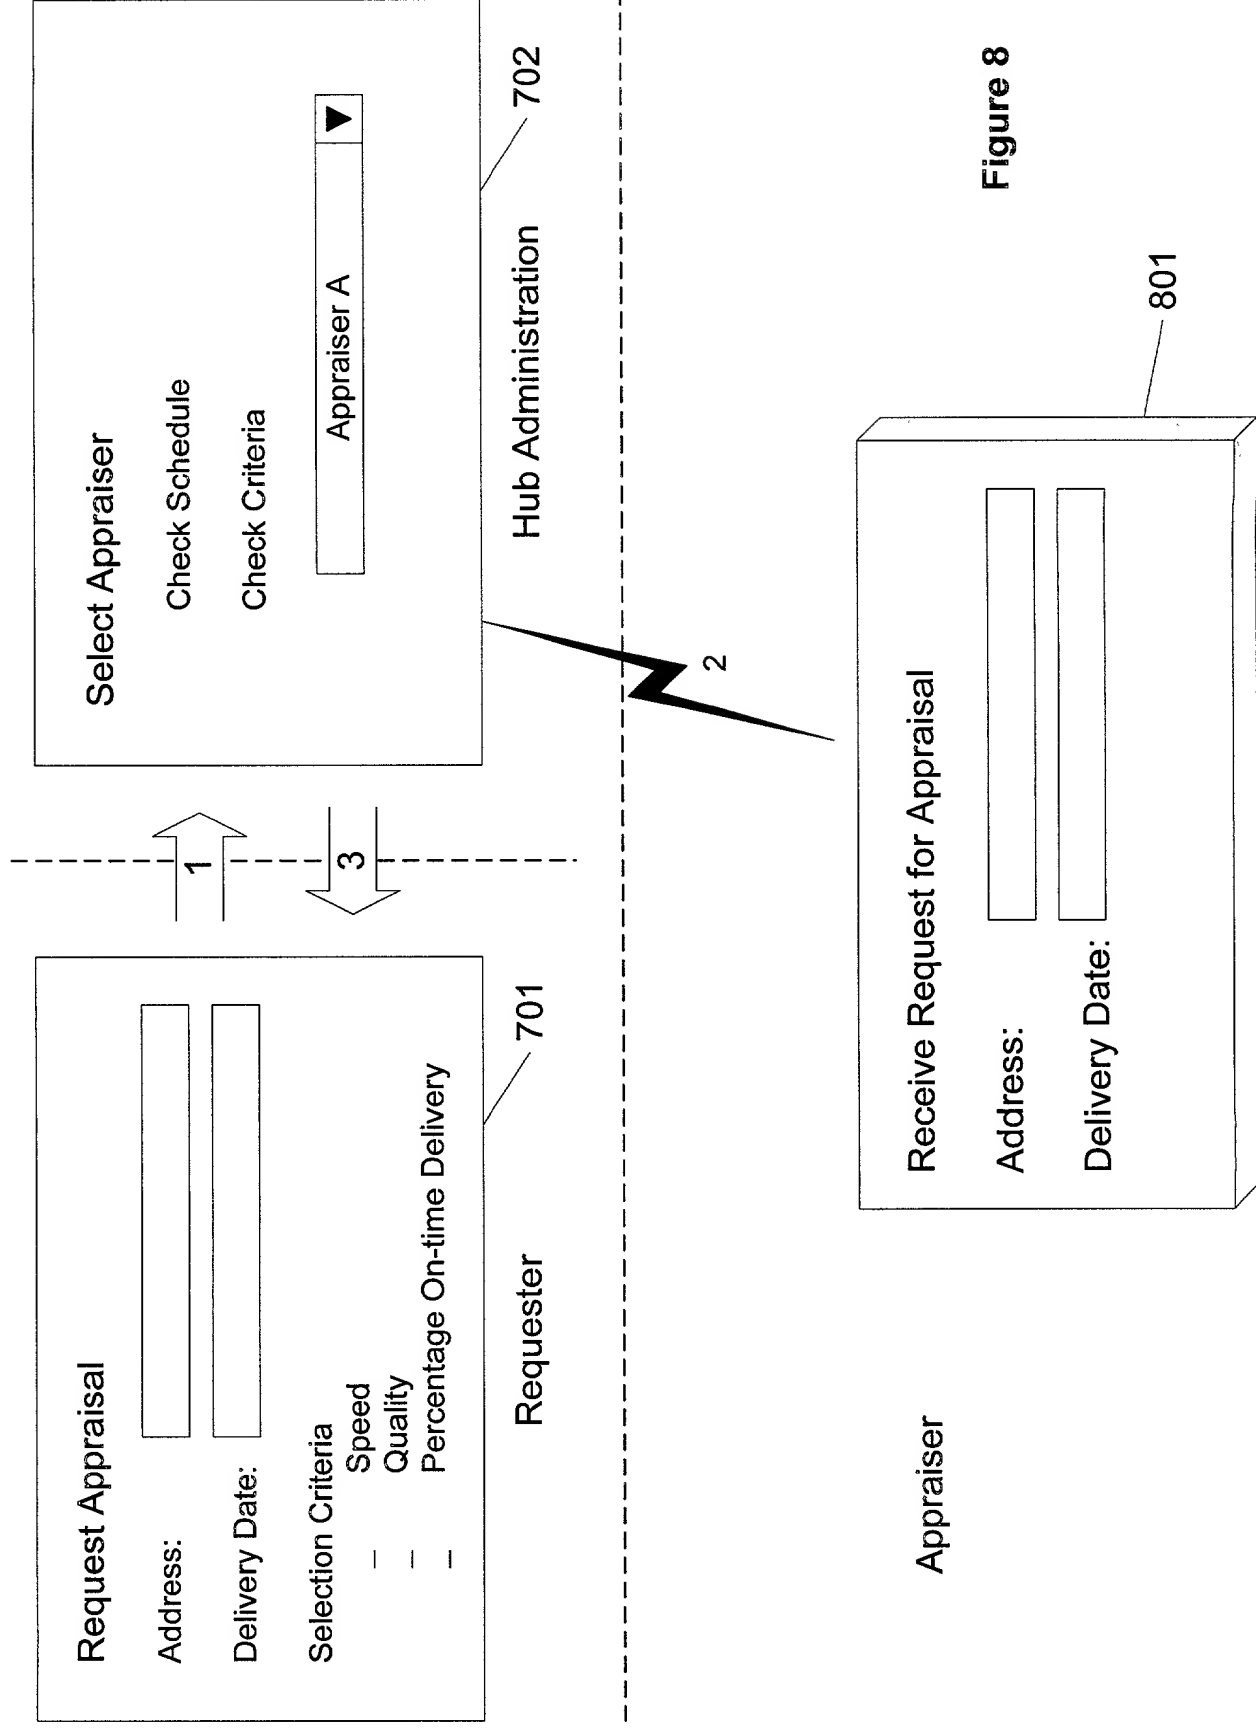 Request Appraisal
Address:
Delivery Date:
Selection Criteria
_ Speed
_ Quality
_ Percentage On-time Delivery
701
Requester
1
3
Select Appraiser
Check Schedule
Check Criteria
Appraiser A
702
Hub Administration
2
Appraiser
Receive Request for Appraisal
Address:
Delivery Date:
801
Figure 8